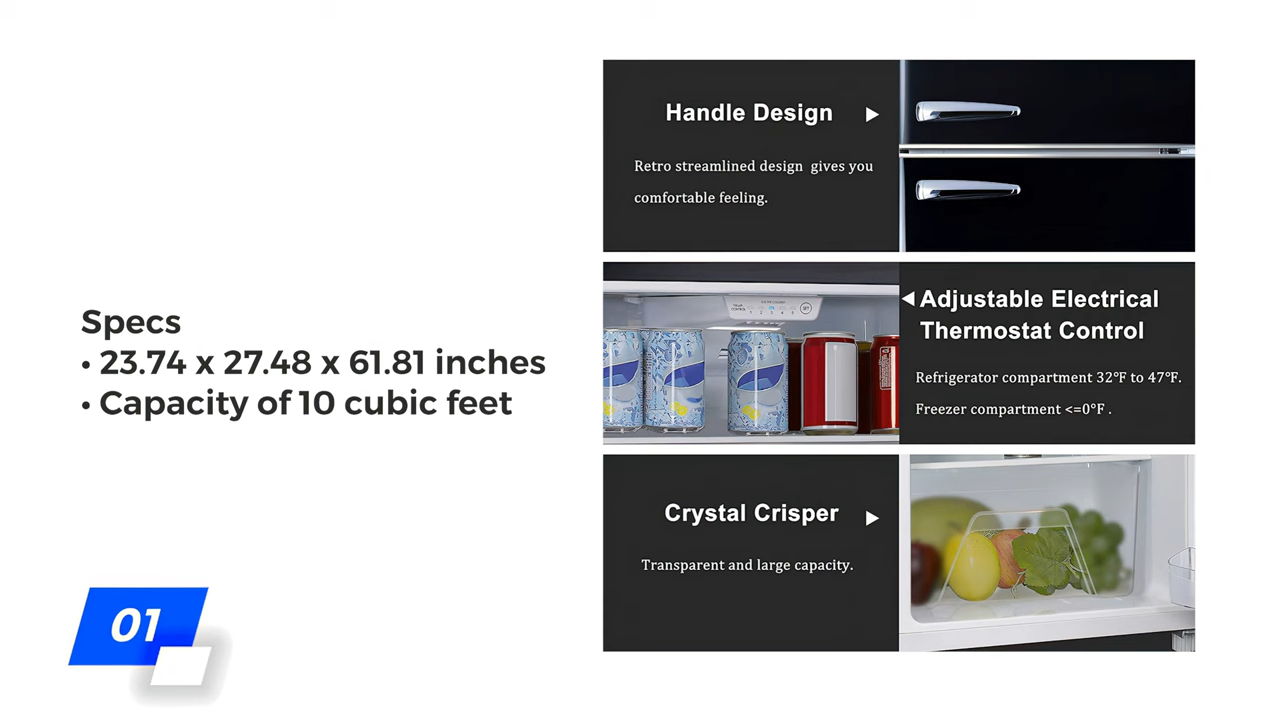 Specs
• 23.74 x 27.48 x 61.81 inches
• Capacity of 10 cubic feet
01
Handle Design
Retro streamlined design gives you
comfortable feeling.
Adjustable Electrical
Thermostat Control
Refrigerator compartment 32°F to 47°F.
Freezer compartment <=0°F .
Crystal Crisper
Transparent and large capacity.